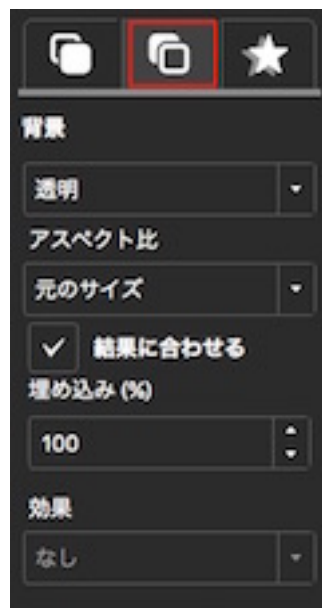 背景
透明
アスペクト比
元のサイズ
結果に合わせる
埋め込み (%)
100
効果
なし